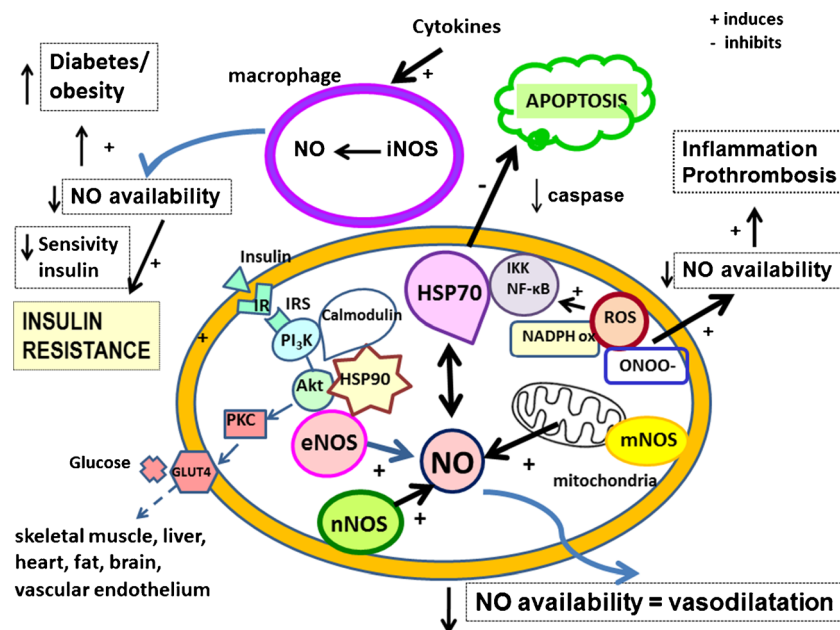 Cytokines
+ induces
- inhibits
Diabetes/
obesity
macrophage
+
APOPTOSIS
NO
iNOS
+
Inflammation
Prothrombosis
NO availability
-
caspase
Sensivity
insulin
+
+
NO availability
Insulin
IKK
NF-κB
HSP70
+
IR
IRS
Calmodulin
ROS
INSULIN
RESISTANCE
+
PI3K
NADPH ox
+
ONOO-
Akt
HSP90
PKC
eNOS
mNOS
NO
Glucose
GLUT4
+
+
mitochondria
nNOS
+
skeletal muscle, liver,
heart, fat, brain,
vascular endothelium
NO availability = vasodilatation